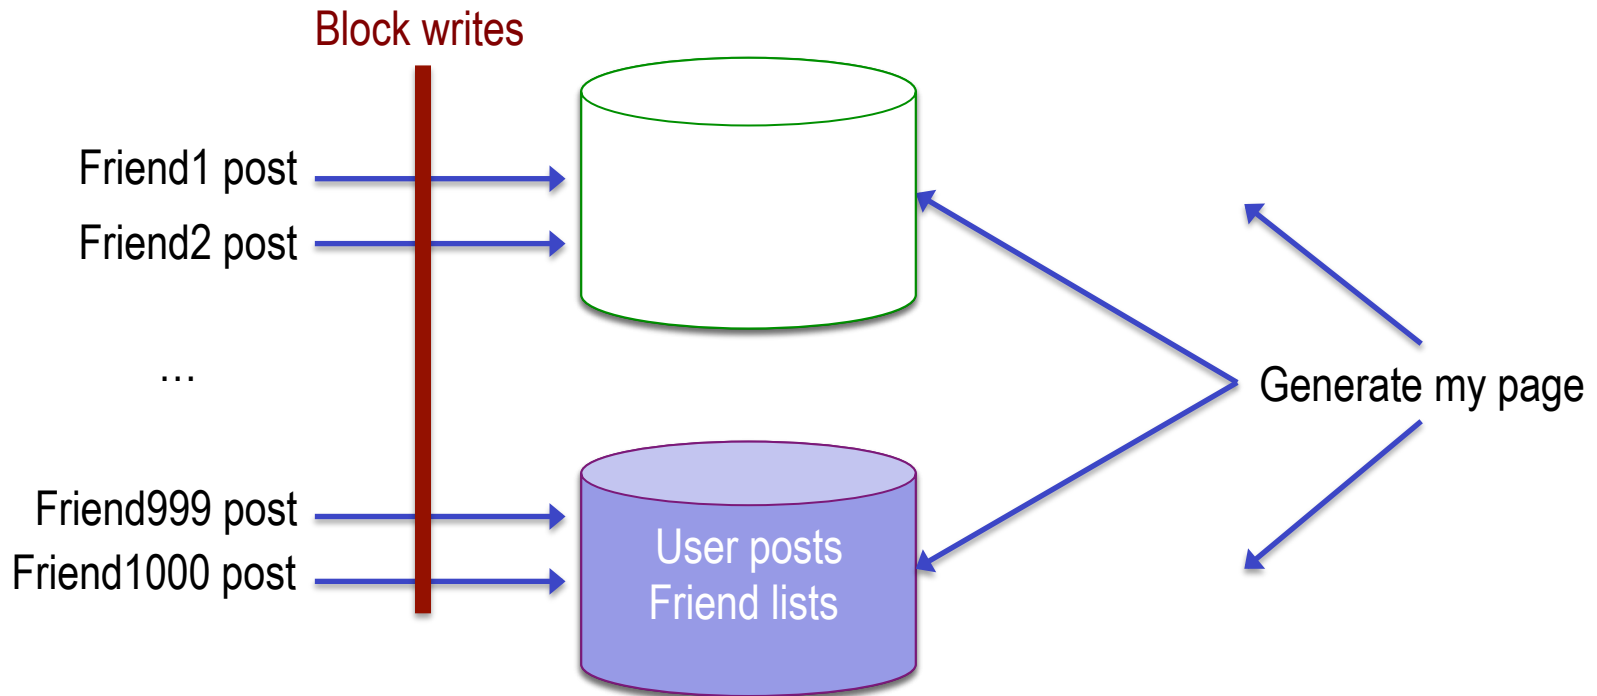 Block writes
Friend1 post
Friend2 post
...
Generate my page
Friend999 post
Friend1000 post
User posts
Friend lists